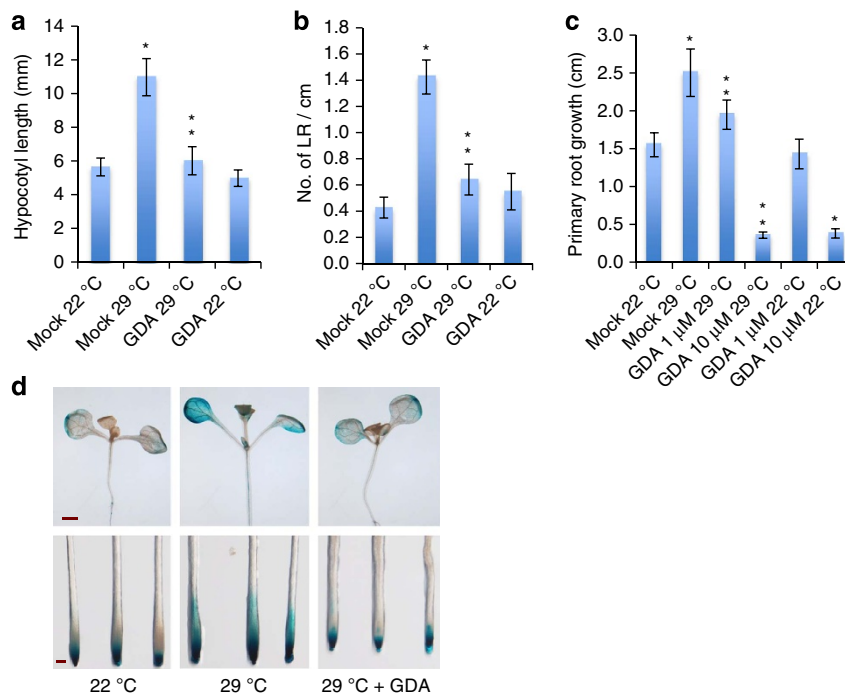 a
Hypocotyl length (mm)
14
12
10
8
6
4
2
0
*
*
*
Mock 22 °C
Mock 29 °C
GDA 29 °C
GDA 22 °C
b
No. of LR / cm
1.8
1.6
1.4
1.2
1.0
0.8
0.6
0.4
0.2
0.0
*
*
*
Mock 22 °C
Mock 29 °C
GDA 29 °C
GDA 22 °C
c
Primary root growth (cm)
3.0
2.5
2.0
1.5
1.0
0.5
0.0
*
*
*
*
*
*
Mock 22 °C
Mock 29 °C
GDA 1 µM 29 °C
GDA 10 µM 29 °C
GDA 1 µM 22 °C
GDA 10 µM 22 °C
d
22 °C
29 °C
29 °C + GDA